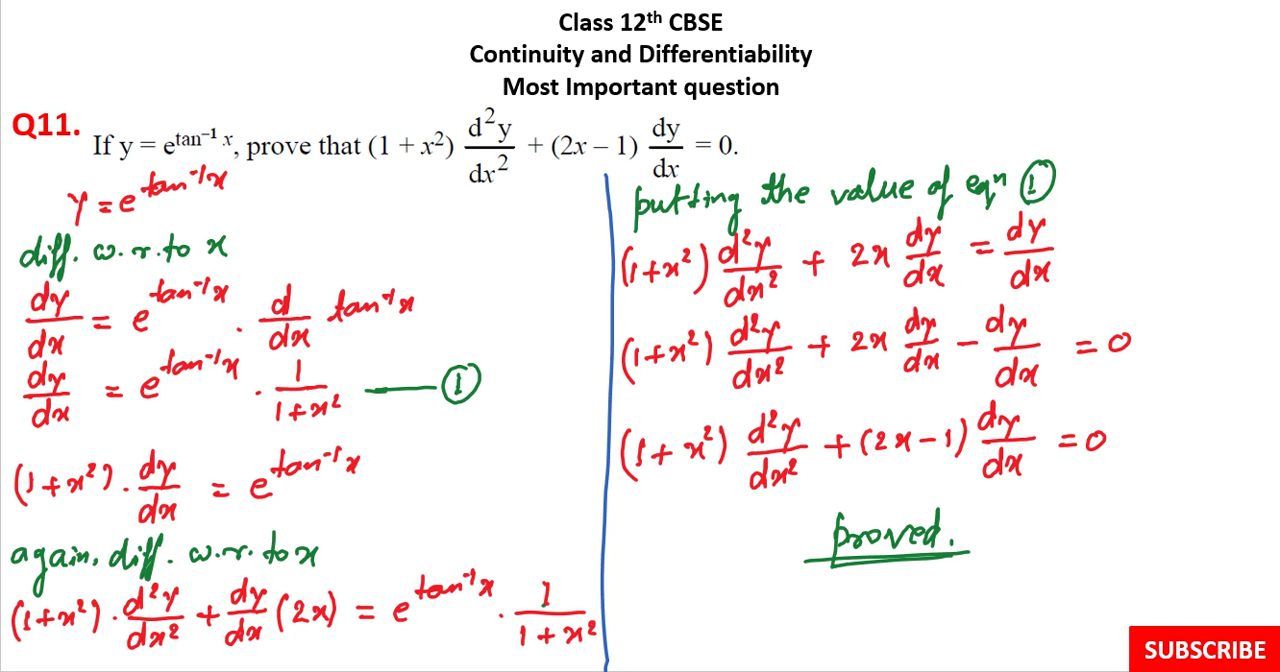 Class 12th CBSE
Continuity and Differentiability
Most Important question
Q11. If y = e^(tan⁻¹ x), prove that (1 + x²) d²y/dx² + (2x – 1) dy/dx = 0.
y = e^(tan⁻¹x)
diff. w.r.to x
dy/dx = e^(tan⁻¹x) . d/dx tan⁻¹x
dy/dx = e^(tan⁻¹x) . 1/(1+x²) —— ①
(1+x²) . dy/dx = e^(tan⁻¹x)
again, diff. w.r.to x
(1+x²) . d²y/dx² + dy/dx (2x) = e^(tan⁻¹x) . 1/(1+x²)
putting the value of eqn ①
(1+x²) d²y/dx² + 2x dy/dx = dy/dx
(1+x²) d²y/dx² + 2x dy/dx – dy/dx = 0
(1+x²) d²y/dx² + (2x–1) dy/dx = 0
proved.
SUBSCRIBE